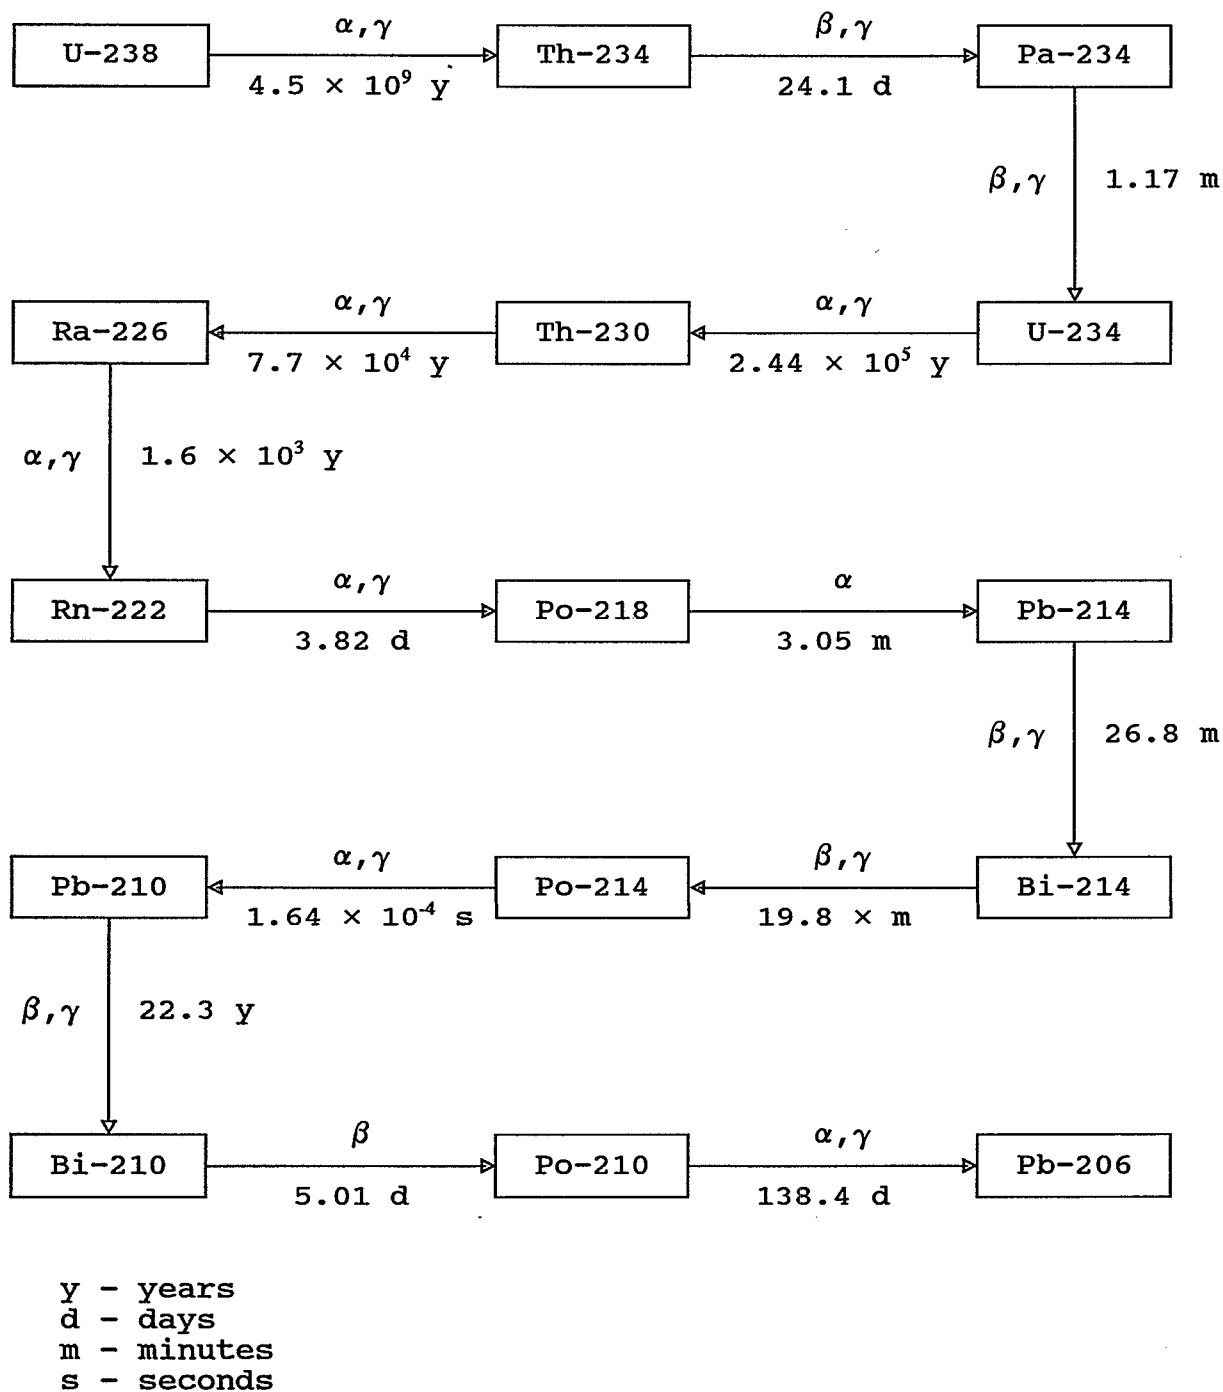 α,γ
β,γ
U-238
Th-234
Pa-234
4.5 × 10⁹ y
24.1 d
β,γ
1.17 m
α,γ
α,γ
Ra-226
Th-230
U-234
7.7 × 10⁴ y
2.44 × 10⁵ y
α,γ
1.6 × 10³ y
α,γ
α
Rn-222
Po-218
Pb-214
3.82 d
3.05 m
β,γ
26.8 m
α,γ
β,γ
Pb-210
Po-214
Bi-214
1.64 × 10⁻⁴ s
19.8 × m
β,γ
22.3 y
β
α,γ
Bi-210
Po-210
Pb-206
5.01 d
138.4 d
y - years
d - days
m - minutes
s - seconds